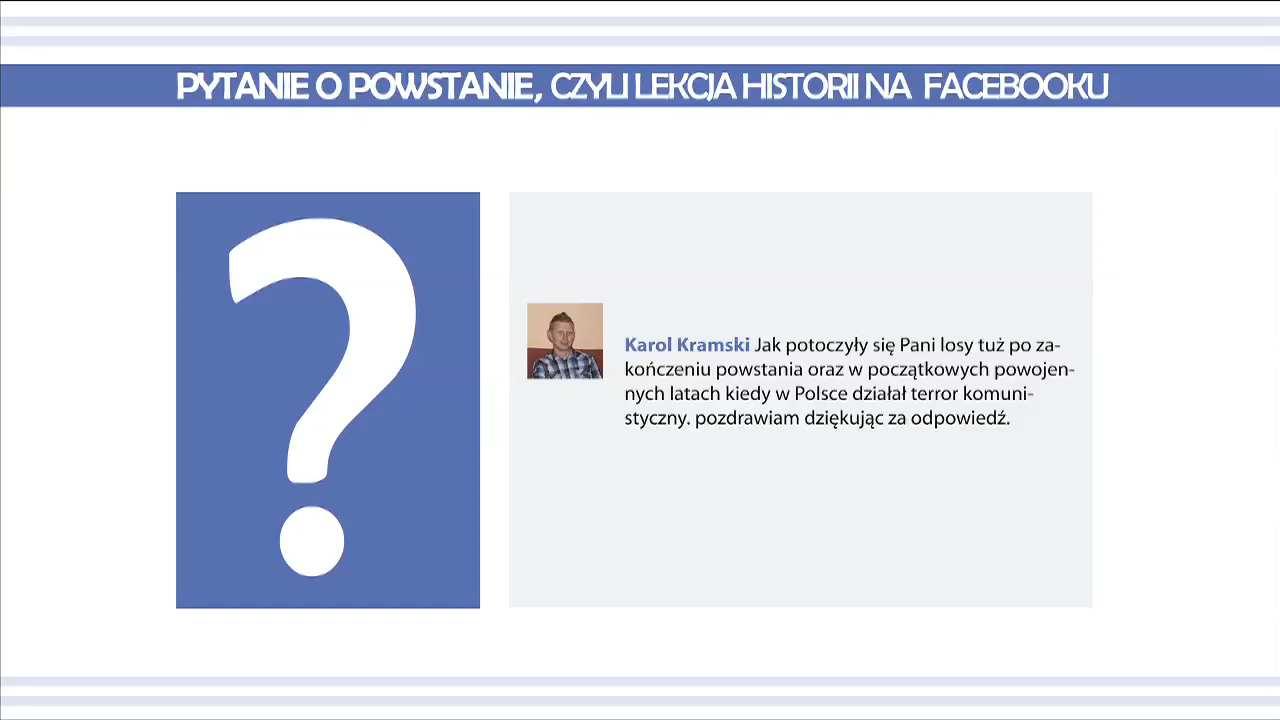 PYTANIE O POWSTANIE, CZYLI LEKCJA HISTORII NA FACEBOOKU
?
Karol Kramski Jak potoczyły się Pani losy tuż po za-
kończeniu powstania oraz w początkowych powojen-
nych latach kiedy w Polsce działał terror komuni-
styczny. pozdrawiam dziękując za odpowiedź.